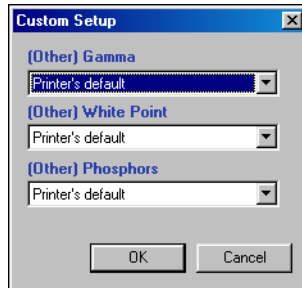 Custom Setup
(Other) Gamma
Printer's default
(Other) White Point
Printer's default
(Other) Phosphors
Printer's default
OK Cancel